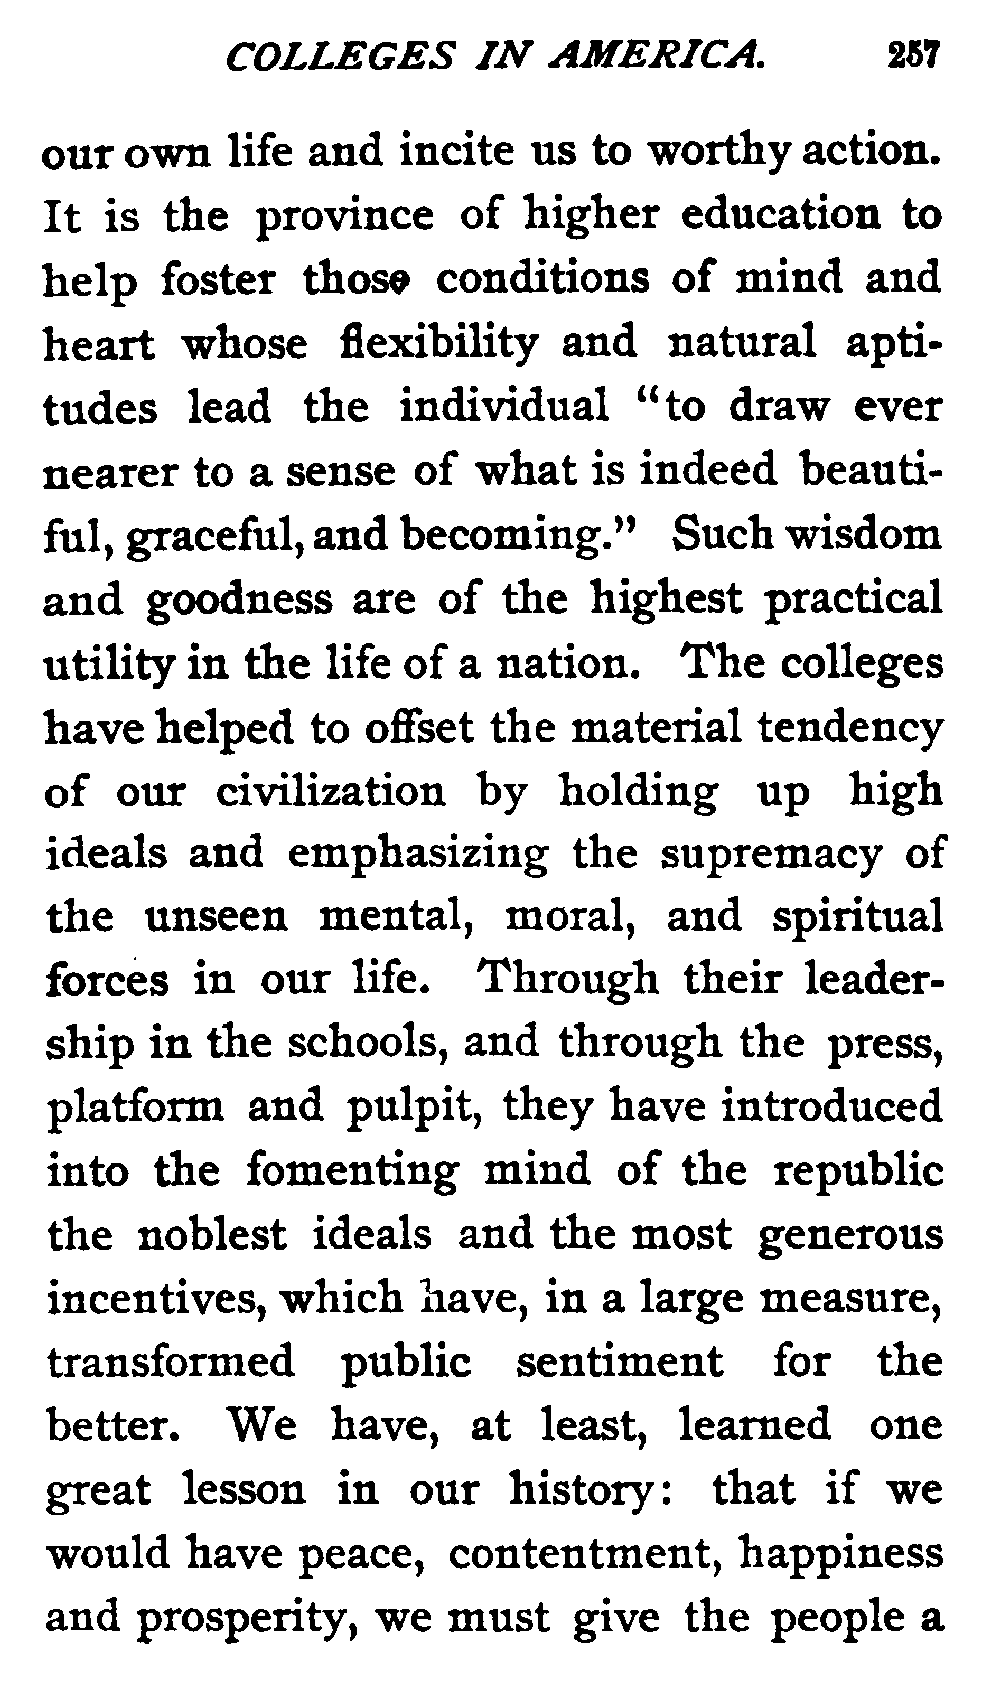 COLLEGES IN AMERICA. 257
our own life and incite us to worthy action.
It is the province of higher education to
help foster those conditions of mind and
heart whose flexibility and natural apti-
tudes lead the individual "to draw ever
nearer to a sense of what is indeed beauti-
ful, graceful, and becoming." Such wisdom
and goodness are of the highest practical
utility in the life of a nation. The colleges
have helped to offset the material tendency
of our civilization by holding up high
ideals and emphasizing the supremacy of
the unseen mental, moral, and spiritual
forces in our life. Through their leader-
ship in the schools, and through the press,
platform and pulpit, they have introduced
into the fomenting mind of the republic
the noblest ideals and the most generous
incentives, which have, in a large measure,
transformed public sentiment for the
better. We have, at least, learned one
great lesson in our history: that if we
would have peace, contentment, happiness
and prosperity, we must give the people a